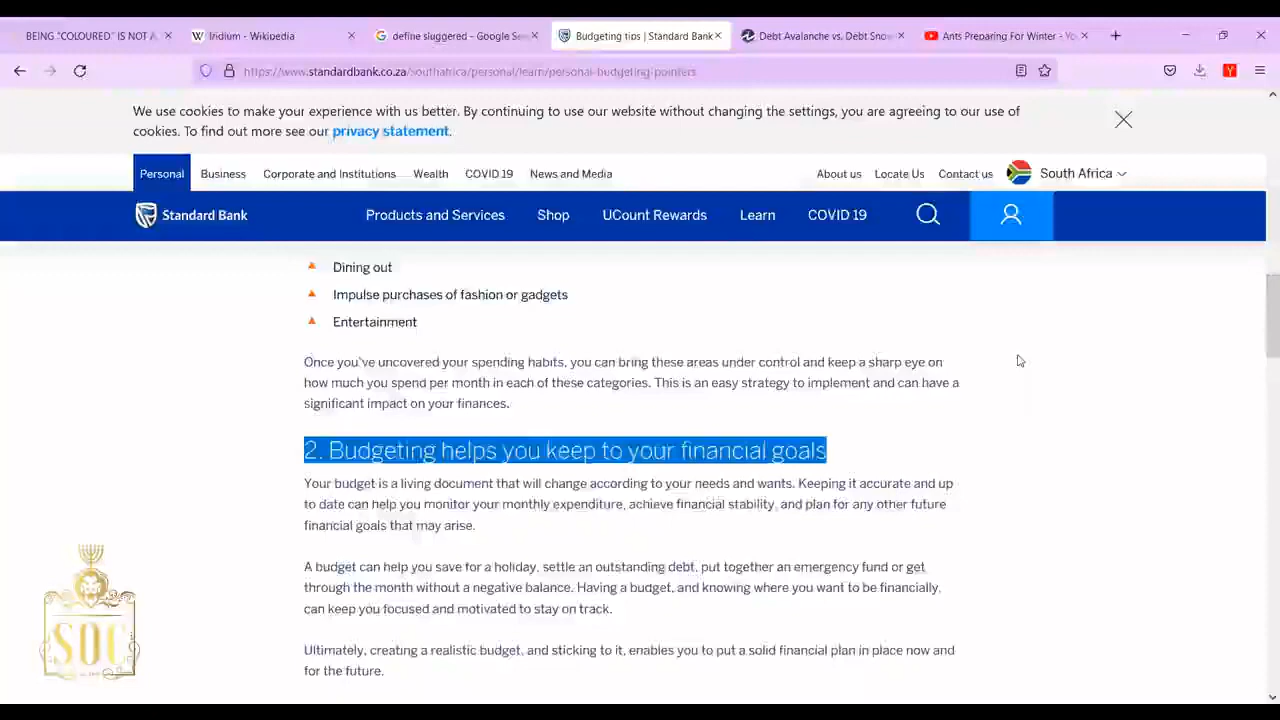 BEING "COLOURED" IS NOT A
Iridium - Wikipedia
define sluggered - Google Se
Budgeting tips | Standard Bank
Debt Avalanche vs. Debt Snow
Ants Preparing For Winter - Yo
https://www.standardbank.co.za/southafrica/personal/learn/personal-budgeting-pointers
We use cookies to make your experience with us better. By continuing to use our website without changing the settings, you are agreeing to our use of
cookies. To find out more see our privacy statement.
Personal Business Corporate and Institutions Wealth COVID 19 News and Media About us Locate Us Contact us South Africa
Standard Bank Products and Services Shop UCount Rewards Learn COVID 19
Dining out
Impulse purchases of fashion or gadgets
Entertainment
Once you've uncovered your spending habits, you can bring these areas under control and keep a sharp eye on
how much you spend per month in each of these categories. This is an easy strategy to implement and can have a
significant impact on your finances.
2. Budgeting helps you keep to your financial goals
Your budget is a living document that will change according to your needs and wants. Keeping it accurate and up
to date can help you monitor your monthly expenditure, achieve financial stability, and plan for any other future
financial goals that may arise.
A budget can help you save for a holiday, settle an outstanding debt, put together an emergency fund or get
through the month without a negative balance. Having a budget, and knowing where you want to be financially,
can keep you focused and motivated to stay on track.
Ultimately, creating a realistic budget, and sticking to it, enables you to put a solid financial plan in place now and
for the future.
SOC